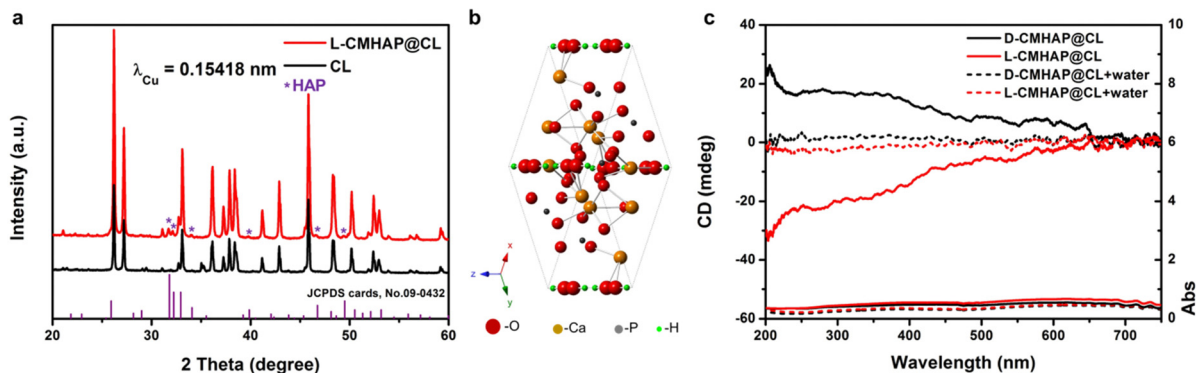 a
L-CMHAP@CL
CL
λCu = 0.15418 nm
*HAP
* * * * * *
JCPDS cards, No.09-0432
Intensity (a.u.)
10 20 30 40 50 60
2 Theta (degree)
b
x
z
y
-O -Ca -P -H
c
D-CMHAP@CL
L-CMHAP@CL
D-CMHAP@CL+water
L-CMHAP@CL+water
CD (mdeg)
40
20
0
-20
-40
-60
10
8
6
4
2
0
Abs
200 300 400 500 600 700
Wavelength (nm)